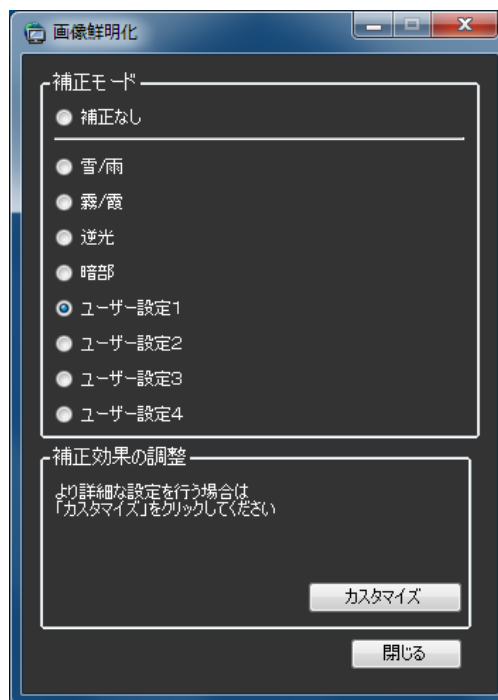 画像鮮明化
補正モード
補正なし
雪/雨
霧/霞
逆光
暗部
ユーザー設定1
ユーザー設定2
ユーザー設定3
ユーザー設定4
補正効果の調整
より詳細な設定を行う場合は
「カスタマイズ」をクリックしてください
カスタマイズ
閉じる